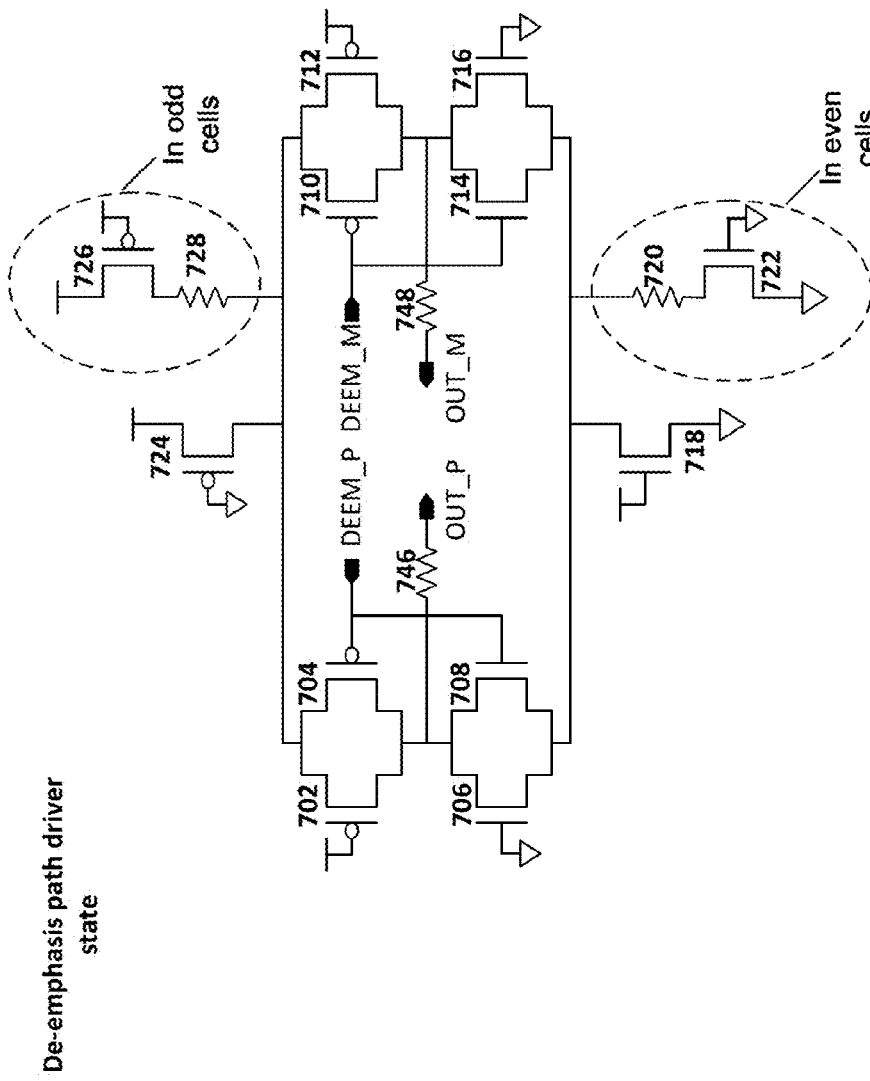 De-emphasis path driver
state
In odd
cells
726
728
724
702
704
710
712
DEEM_P
DEEM_M
746
748
OUT_P
OUT_M
706
708
714
716
718
720
722
In even
cells